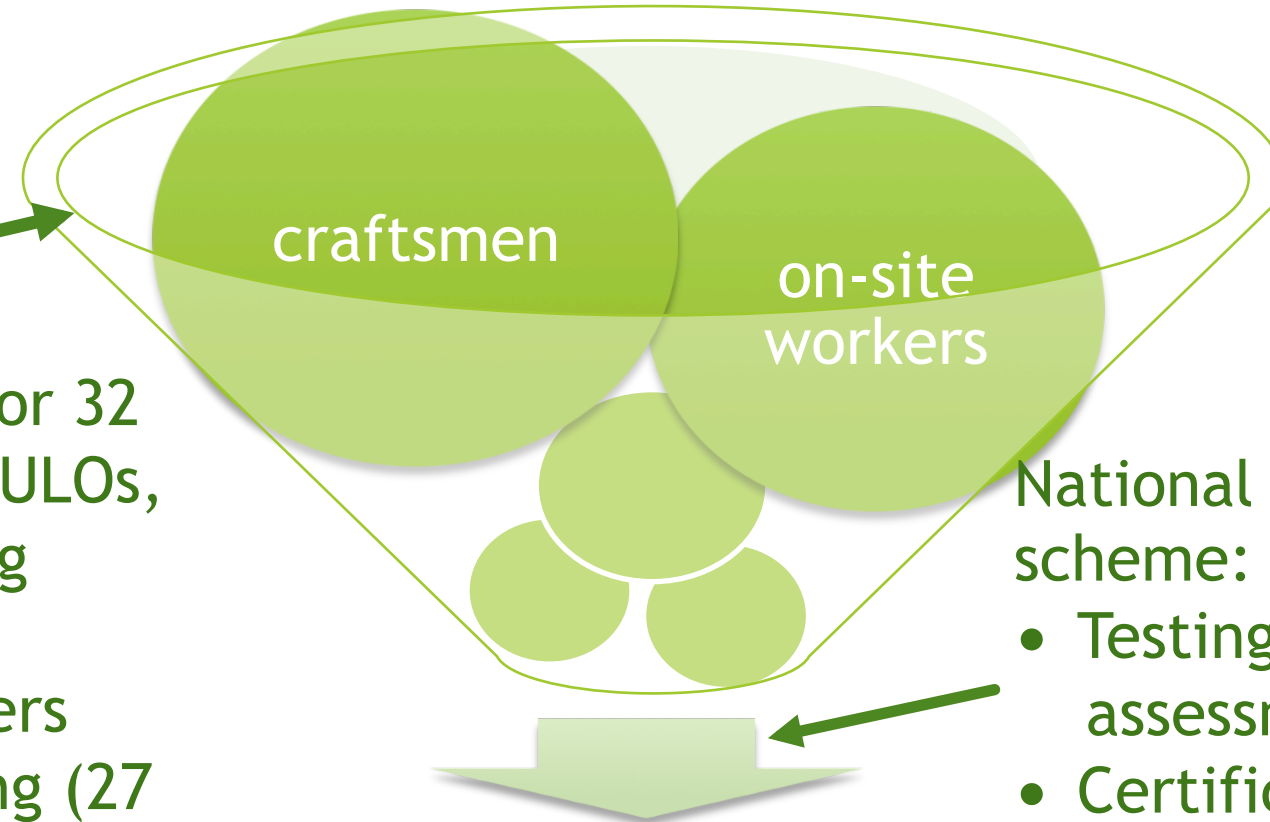 craftsmen
on-site
workers
or 32
ULOs,
g
ers
ng (27
National
scheme:
• Testing
assessm
• Certific